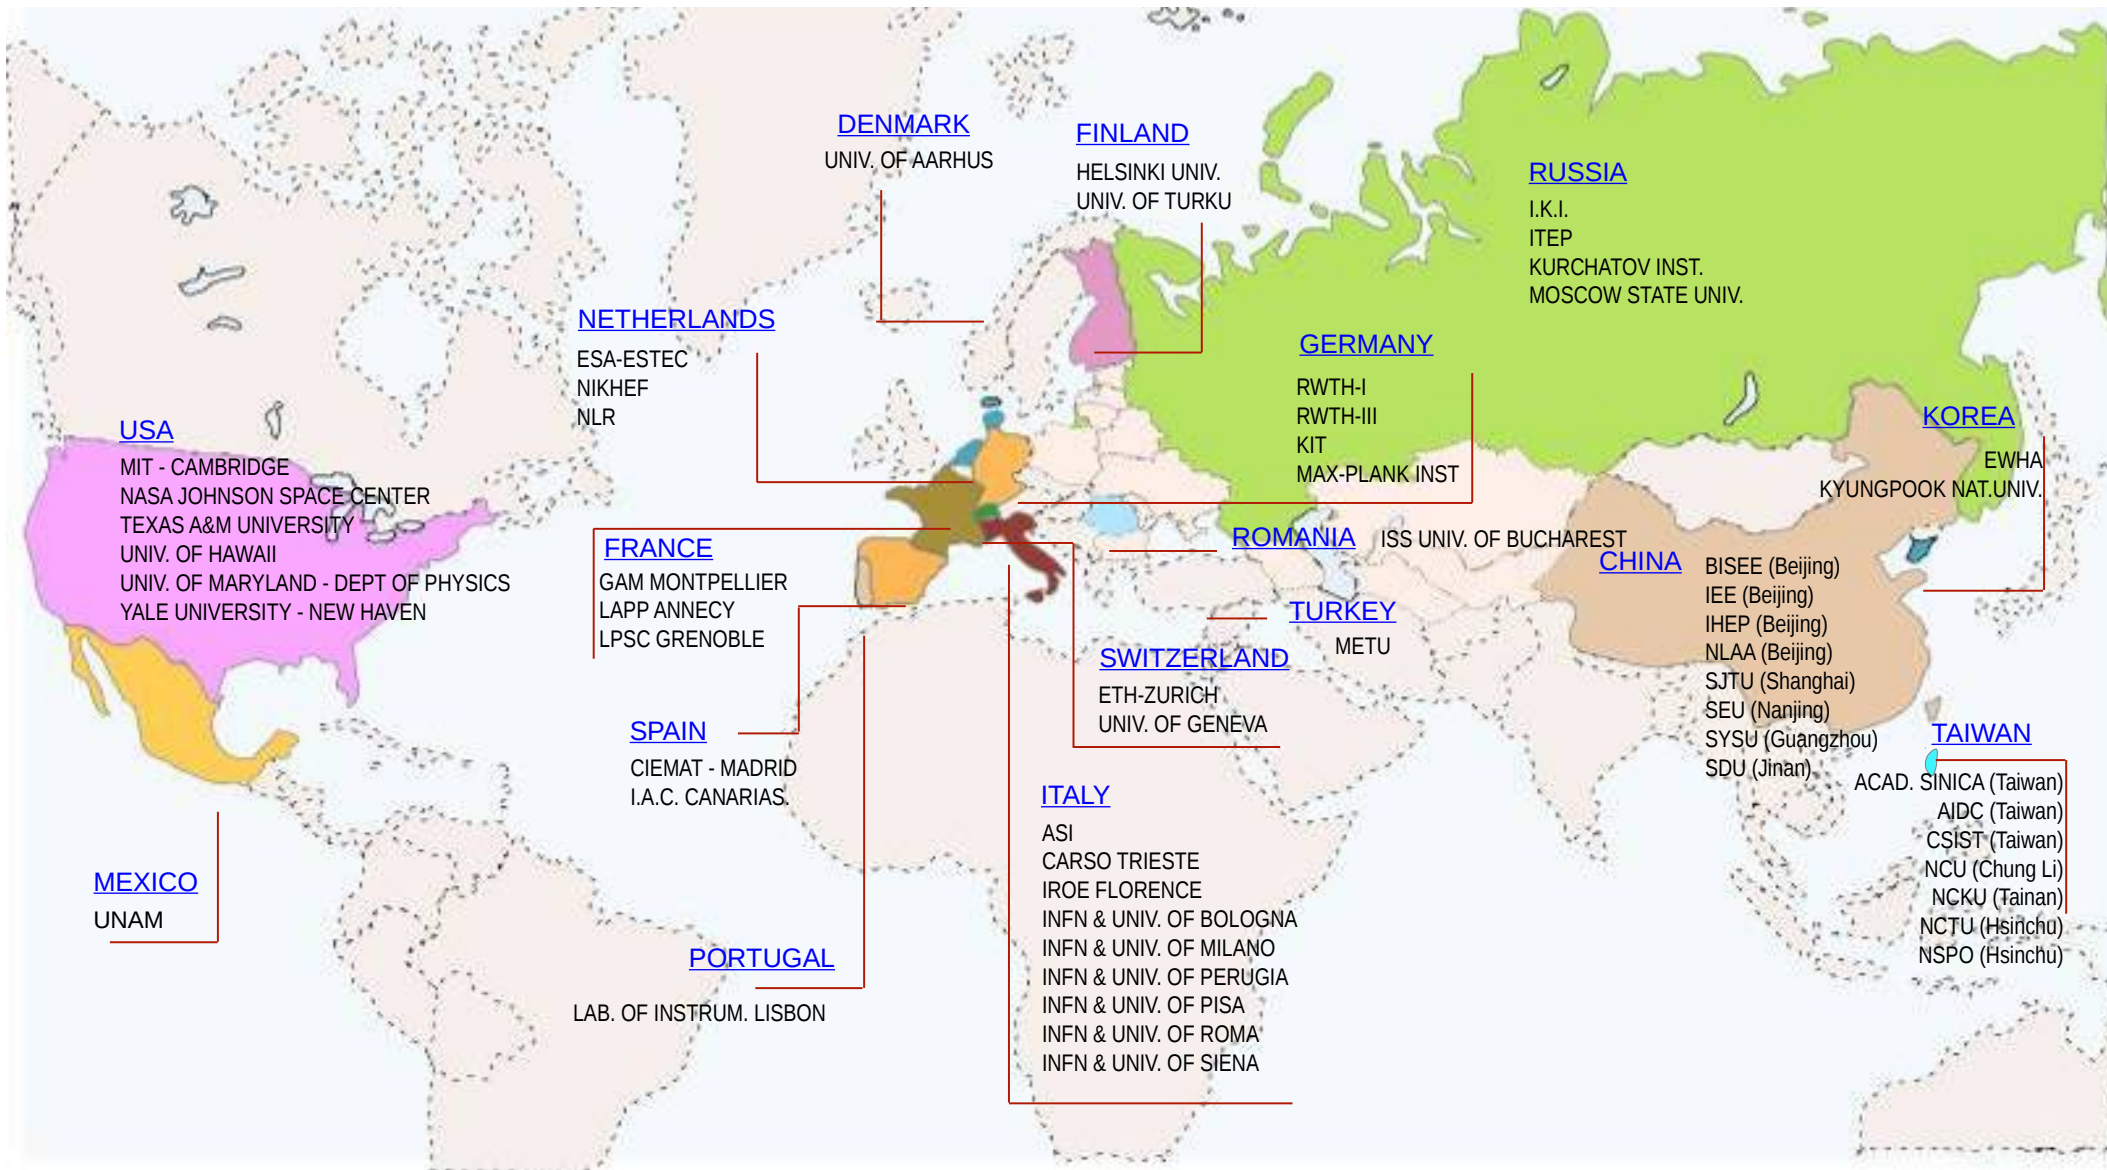 DENMARK
UNIV. OF AARHUS
FINLAND
HELSINKI UNIV.
UNIV. OF TURKU
RUSSIA
I.K.I.
ITEP
KURCHATOV INST.
MOSCOW STATE UNIV.
NETHERLANDS
ESA-ESTEC
NIKHEF
NLR
GERMANY
RWTH-I
RWTH-III
KIT
MAX-PLANK INST
USA
MIT - CAMBRIDGE
NASA JOHNSON SPACE CENTER
TEXAS A&M UNIVERSITY
UNIV. OF HAWAII
UNIV. OF MARYLAND - DEPT OF PHYSICS
YALE UNIVERSITY - NEW HAVEN
KOREA
EWHA
KYUNGPOOK NAT.UNIV.
FRANCE
GAM MONTPELLIER
LAPP ANNECY
LPSC GRENOBLE
ROMANIA
ISS UNIV. OF BUCHAREST
CHINA
BISEE (Beijing)
IEE (Beijing)
IHEP (Beijing)
NLAA (Beijing)
SJTU (Shanghai)
SEU (Nanjing)
SYSU (Guangzhou)
SDU (Jinan)
TURKEY
METU
SWITZERLAND
ETH-ZURICH
UNIV. OF GENEVA
SPAIN
CIEMAT - MADRID
I.A.C. CANARIAS.
TAIWAN
ACAD. SINICA (Taiwan)
AIDC (Taiwan)
CSIST (Taiwan)
NCU (Chung Li)
NCKU (Tainan)
NCTU (Hsinchu)
NSPO (Hsinchu)
ITALY
ASI
CARSO TRIESTE
IROE FLORENCE
INFN & UNIV. OF BOLOGNA
INFN & UNIV. OF MILANO
INFN & UNIV. OF PERUGIA
INFN & UNIV. OF PISA
INFN & UNIV. OF ROMA
INFN & UNIV. OF SIENA
MEXICO
UNAM
PORTUGAL
LAB. OF INSTRUM. LISBON